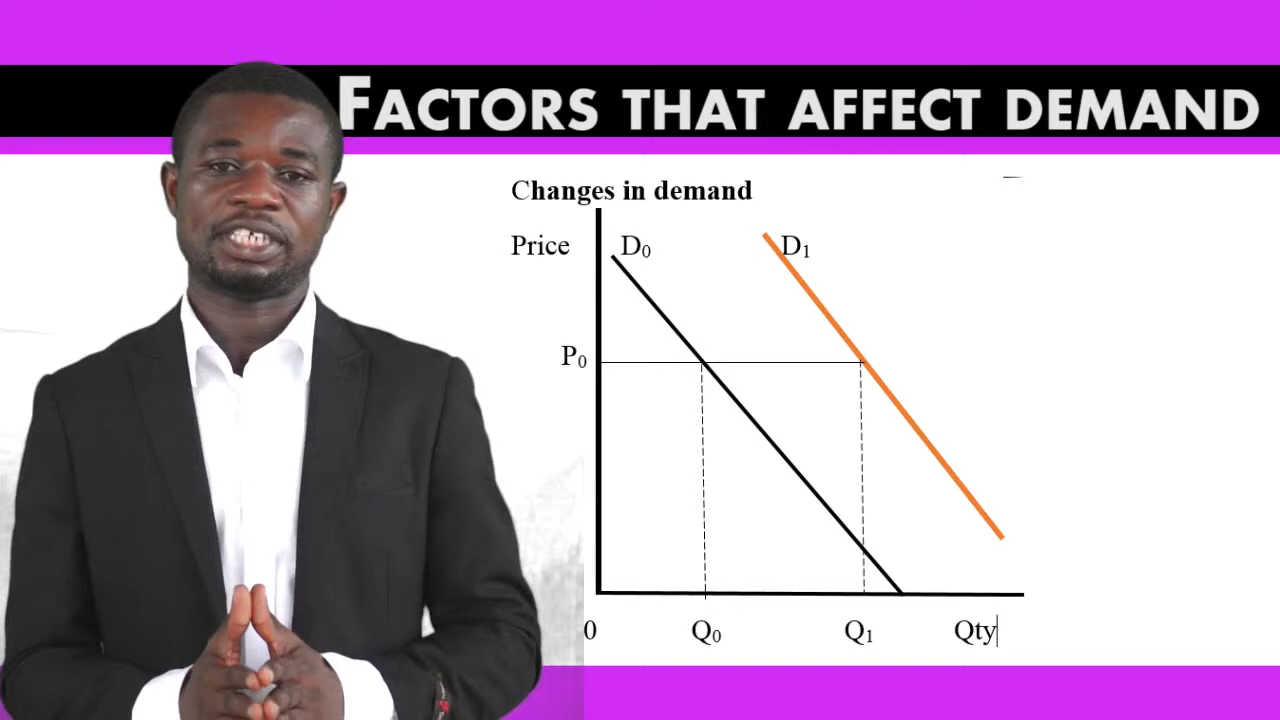 FACTORS THAT AFFECT DEMAND
Changes in demand
Price D₀ D₁
P₀
0 Q₀ Q₁ Qty